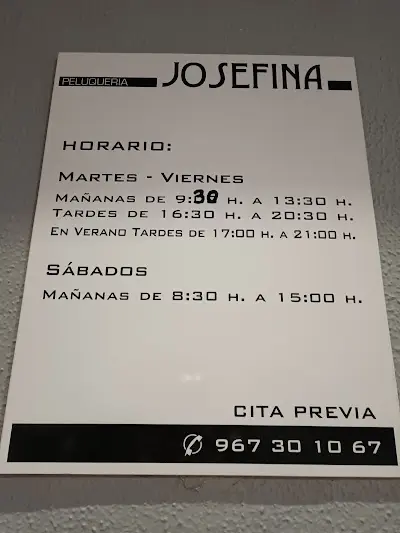 PELUQUERIA JOSEFINA
HORARIO:
MARTES - VIERNES
MAÑANAS DE 9:30 H. A 13:30 H.
TARDES DE 16:30 H. A 20:30 H.
EN VERANO TARDES DE 17:00 H. A 21:00 H.
SÁBADOS
MAÑANAS DE 8:30 H. A 15:00 H.
CITA PREVIA
967 30 10 67